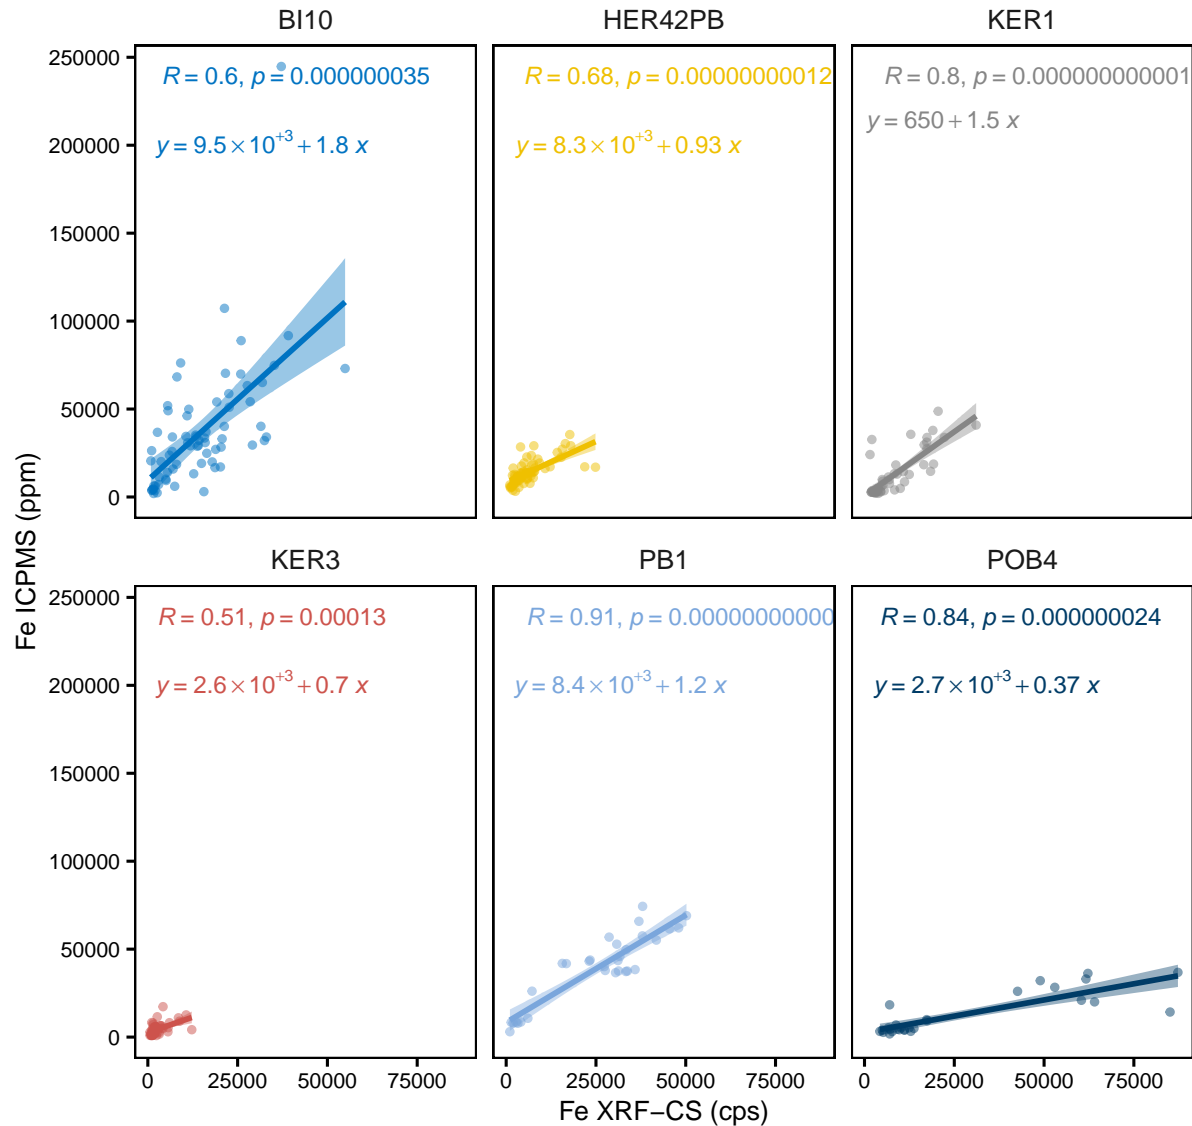 BI10
HER42PB
KER1
R = 0.6, p = 0.000000035
R = 0.68, p = 0.00000000012
R = 0.8, p = 0.000000000001
y = 9.5 × 10⁺³ + 1.8 x
y = 8.3 × 10⁺³ + 0.93 x
y = 650 + 1.5 x
250000
200000
150000
100000
50000
0
KER3
PB1
POB4
R = 0.51, p = 0.00013
R = 0.91, p = 0.00000000000
R = 0.84, p = 0.000000024
y = 2.6 × 10⁺³ + 0.7 x
y = 8.4 × 10⁺³ + 1.2 x
y = 2.7 × 10⁺³ + 0.37 x
250000
200000
150000
100000
50000
0
0 25000 50000 75000
0 25000 50000 75000
0 25000 50000 75000
Fe ICPMS (ppm)
Fe XRF−CS (cps)